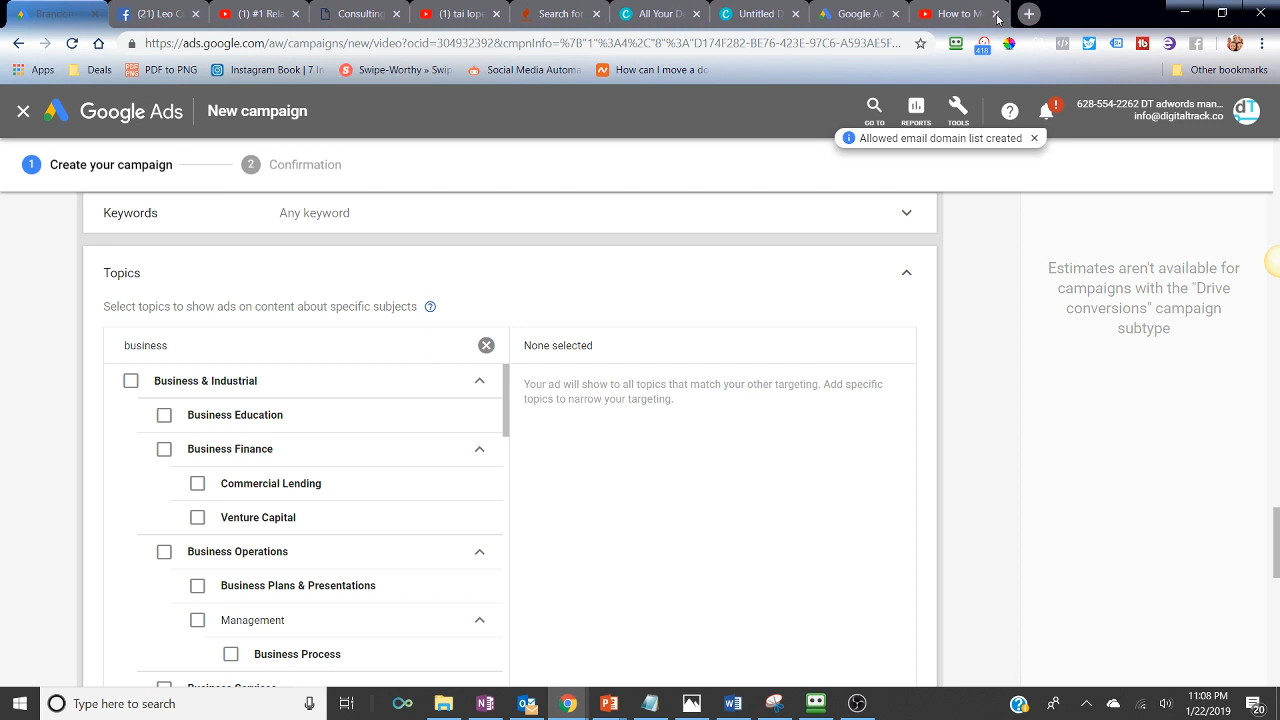 Brandon
(21) Leo C
(1) #1 Rela
Consulting
(1) tai lop
Search for
All Your D
Untitled D
Google Ad
How to M
https://ads.google.com/aw/campaigns/new/video?ocid=304932392&cmpnInfo=%7B"1"%3A4%2C"8"%3A"D174F282-BE76-423E-97C6-A593AE5F...
418
Apps
Deals
PDF to PNG
Instagram Book | 7 In
Swipe-Worthy » Swip
Social Media Automa
How can I move a do
Other bookmarks
Google Ads
New campaign
GO TO
REPORTS
TOOLS
628-554-2262 DT adwords man...
info@digitaltrack.co
dT
Allowed email domain list created
1 Create your campaign
2 Confirmation
Keywords Any keyword
Topics
Select topics to show ads on content about specific subjects
business
None selected
Your ad will show to all topics that match your other targeting. Add specific
topics to narrow your targeting.
Business & Industrial
Business Education
Business Finance
Commercial Lending
Venture Capital
Business Operations
Business Plans & Presentations
Management
Business Process
Business Services
Estimates aren't available for
campaigns with the "Drive
conversions" campaign
subtype
Type here to search
11:08 PM
1/22/2019
20